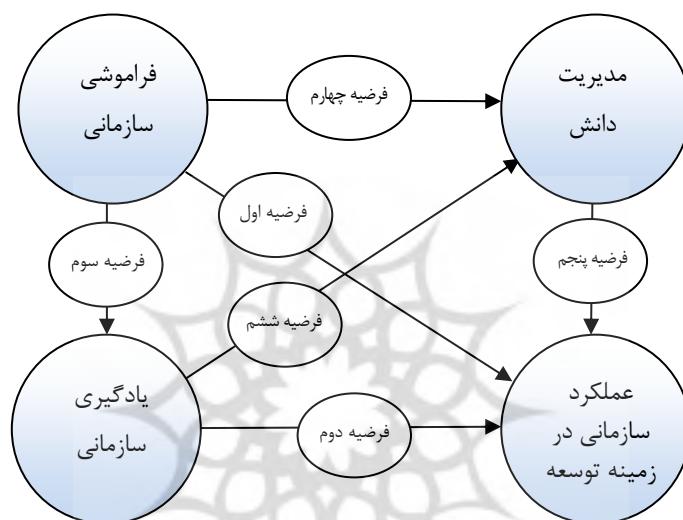 مدیریت
دانش
فرضیه چهارم
فراموشی
سازمانی
فرضیه اول
فرضیه پنجم
فرضیه سوم
فرضیه ششم
عملکرد
سازمانی در
زمینه توسعه
فرضیه دوم
یادگیری
سازمانی